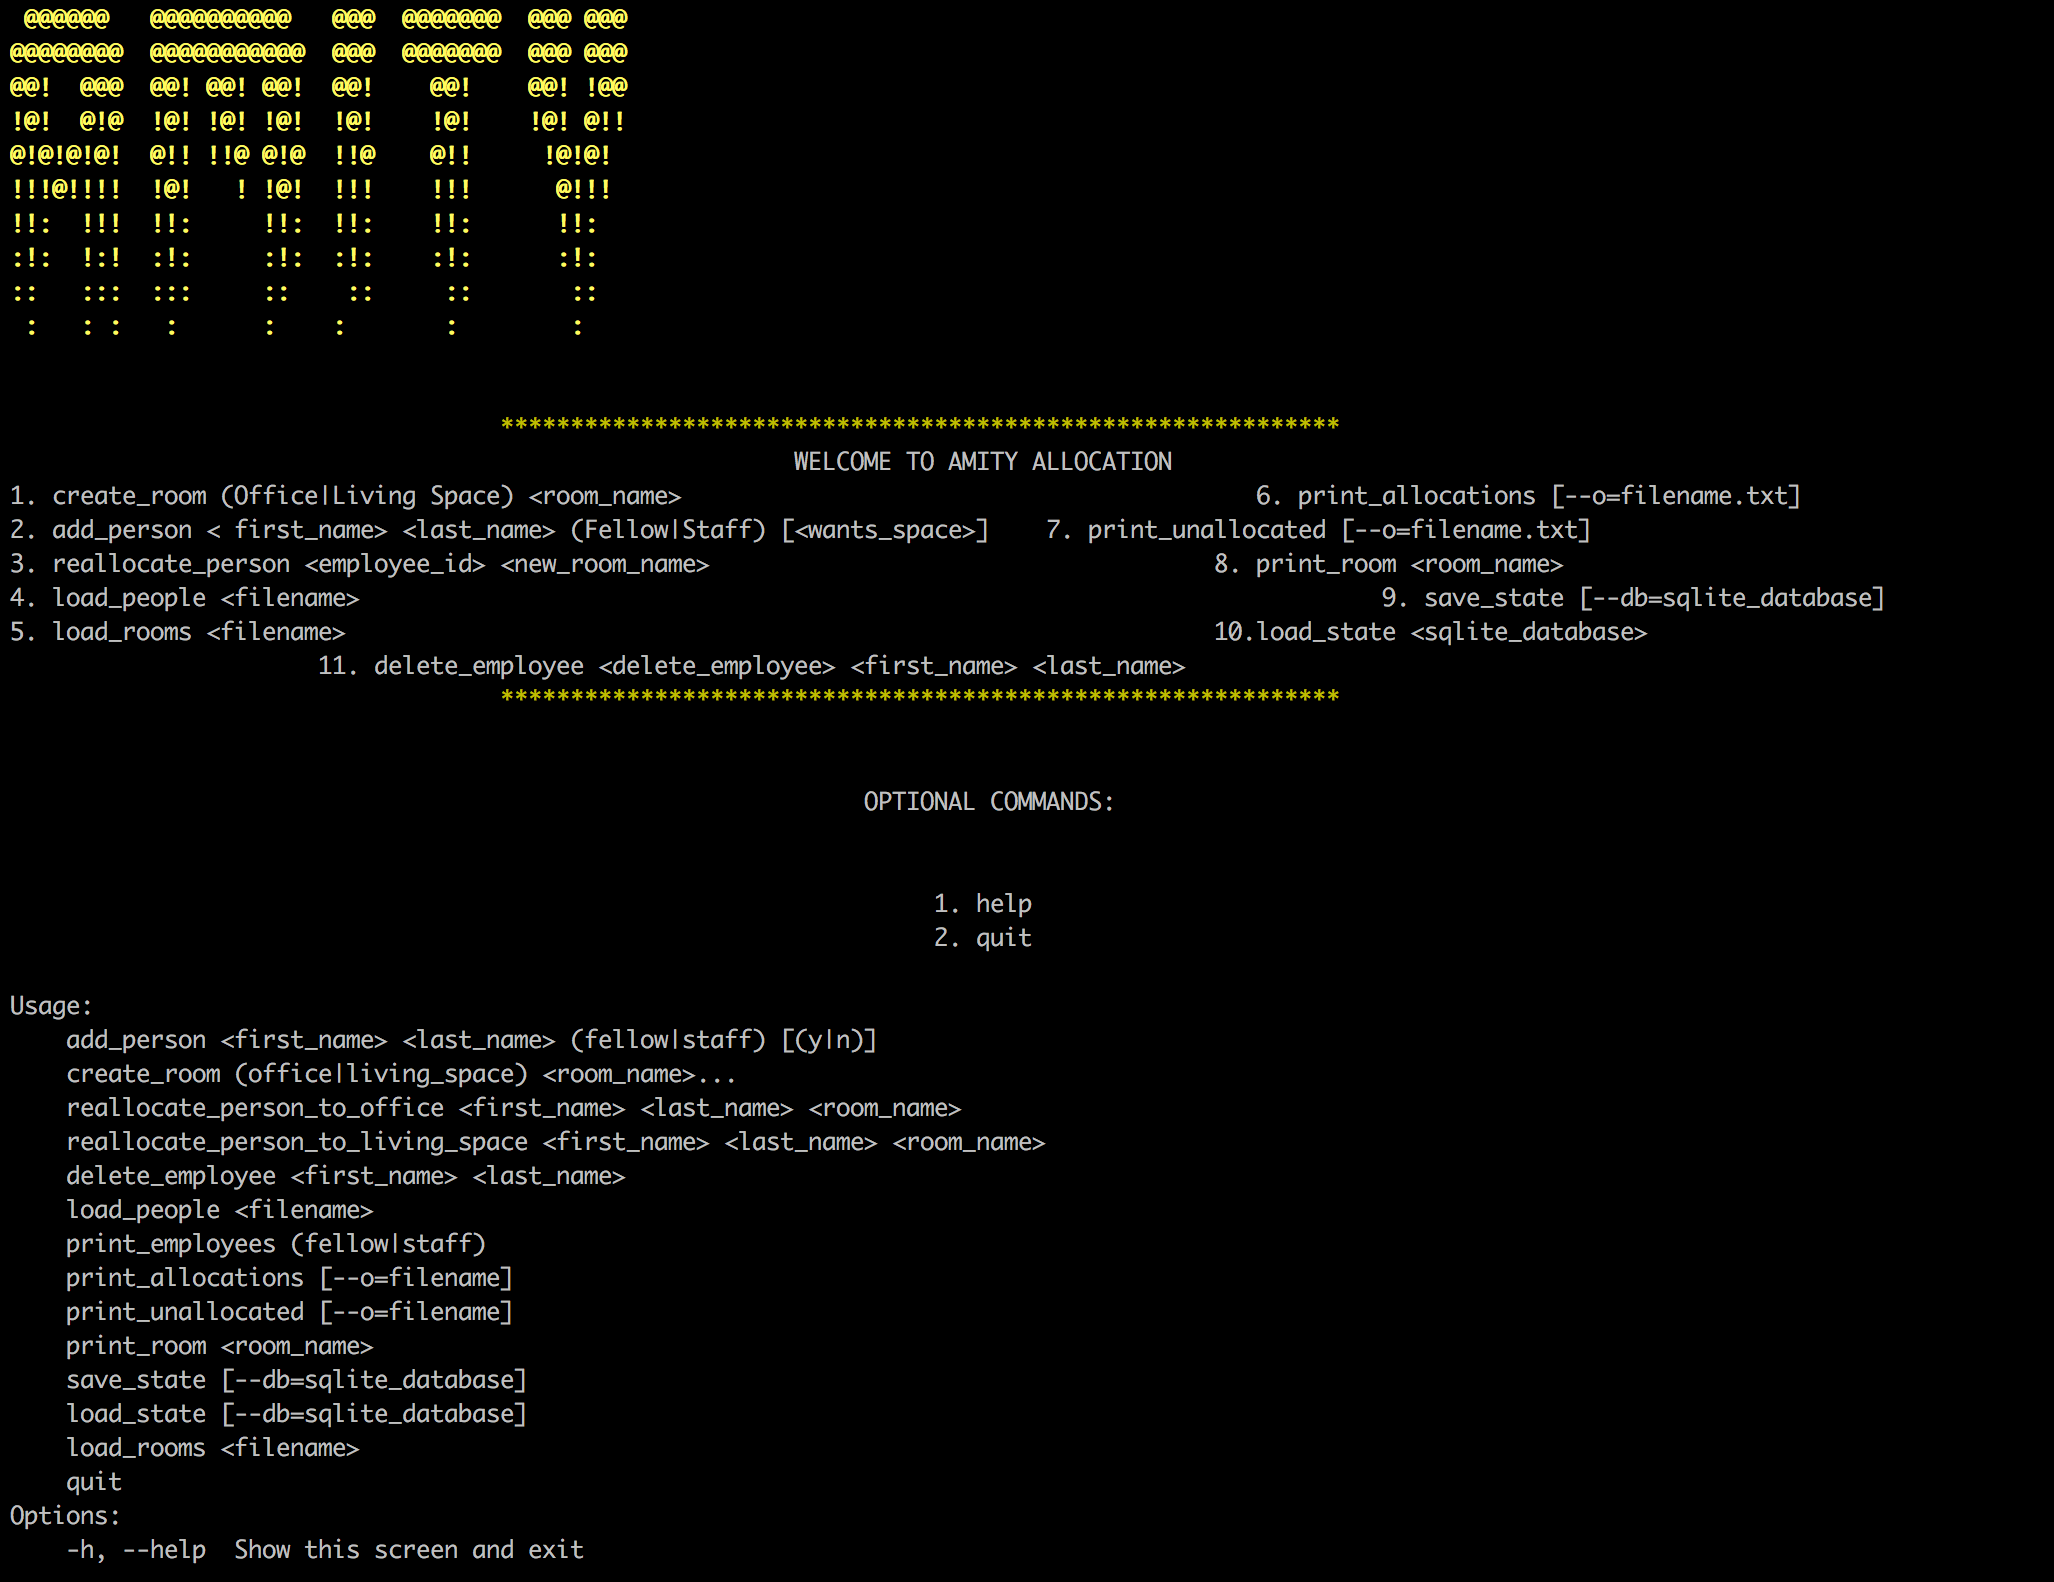 @@@@@@   @@@@@@@@@@   @@@  @@@@@@@  @@@ @@@
@@@@@@@@  @@@@@@@@@@@  @@@  @@@@@@@  @@@ @@@
@@!  @@@  @@! @@! @@!  @@!    @@!    @@! !@@
!@!  @!@  !@! !@! !@!  !@!    !@!    !@! @!!
@!@!@!@!  @!! !!@ @!@  !!@    @!!     !@!@!
!!!@!!!!  !@!   ! !@!  !!!    !!!      @!!!
!!:  !!!  !!:     !!:  !!:    !!:      !!:
:!:  !:!  :!:     :!:  :!:    :!:      :!:
::   :::  :::     ::    ::     ::       ::
 :   : :   :      :    :       :        :
************************************************************
WELCOME TO AMITY ALLOCATION
1. create_room (Office|Living Space) <room_name> 6. print_allocations [--o=filename.txt]
2. add_person < first_name> <last_name> (Fellow|Staff) [<wants_space>] 7. print_unallocated [--o=filename.txt]
3. reallocate_person <employee_id> <new_room_name> 8. print_room <room_name>
4. load_people <filename> 9. save_state [--db=sqlite_database]
5. load_rooms <filename> 10.load_state <sqlite_database>
11. delete_employee <delete_employee> <first_name> <last_name>
************************************************************
OPTIONAL COMMANDS:
1. help
2. quit
Usage:
    add_person <first_name> <last_name> (fellow|staff) [(y|n)]
    create_room (office|living_space) <room_name>...
    reallocate_person_to_office <first_name> <last_name> <room_name>
    reallocate_person_to_living_space <first_name> <last_name> <room_name>
    delete_employee <first_name> <last_name>
    load_people <filename>
    print_employees (fellow|staff)
    print_allocations [--o=filename]
    print_unallocated [--o=filename]
    print_room <room_name>
    save_state [--db=sqlite_database]
    load_state [--db=sqlite_database]
    load_rooms <filename>
    quit
Options:
    -h, --help  Show this screen and exit